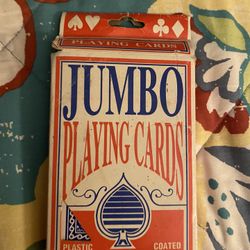 PLAYING CARDS
JUMBO
PLAYING CARDS
PLASTIC COATED